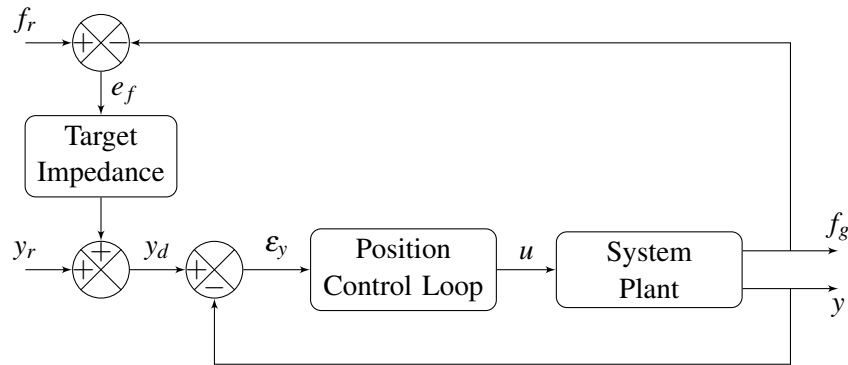 f_r
+
−
e_f
Target
Impedance
y_r
+
+
y_d
+
−
ε_y
Position
Control Loop
u
System
Plant
f_g
y